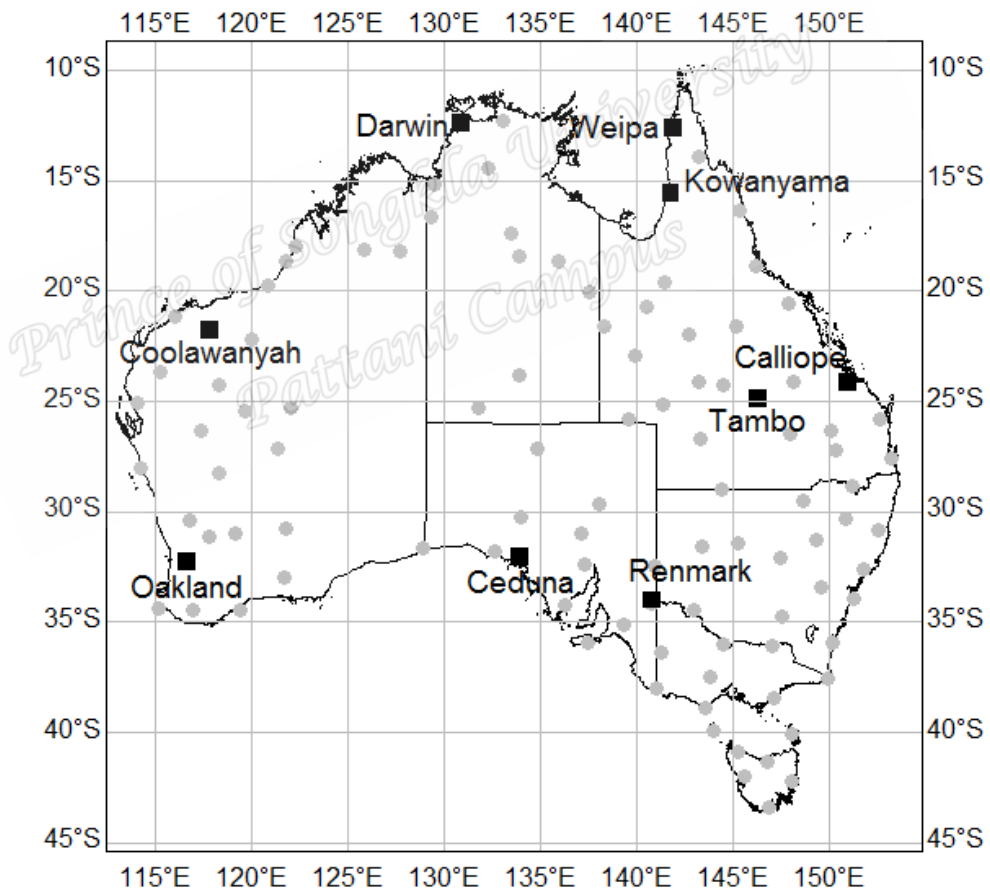 115°E 120°E 125°E 130°E 135°E 140°E 145°E 150°E
10°S 10°S
Darwin Weipa
15°S Kowanyama 15°S
20°S 20°S
Coolawanyah Calliope
25°S 25°S
Tambo
30°S 30°S
Oakland Ceduna Renmark
35°S 35°S
40°S 40°S
45°S 45°S
115°E 120°E 125°E 130°E 135°E 140°E 145°E 150°E
Prince of Songkla University
Pattani Campus